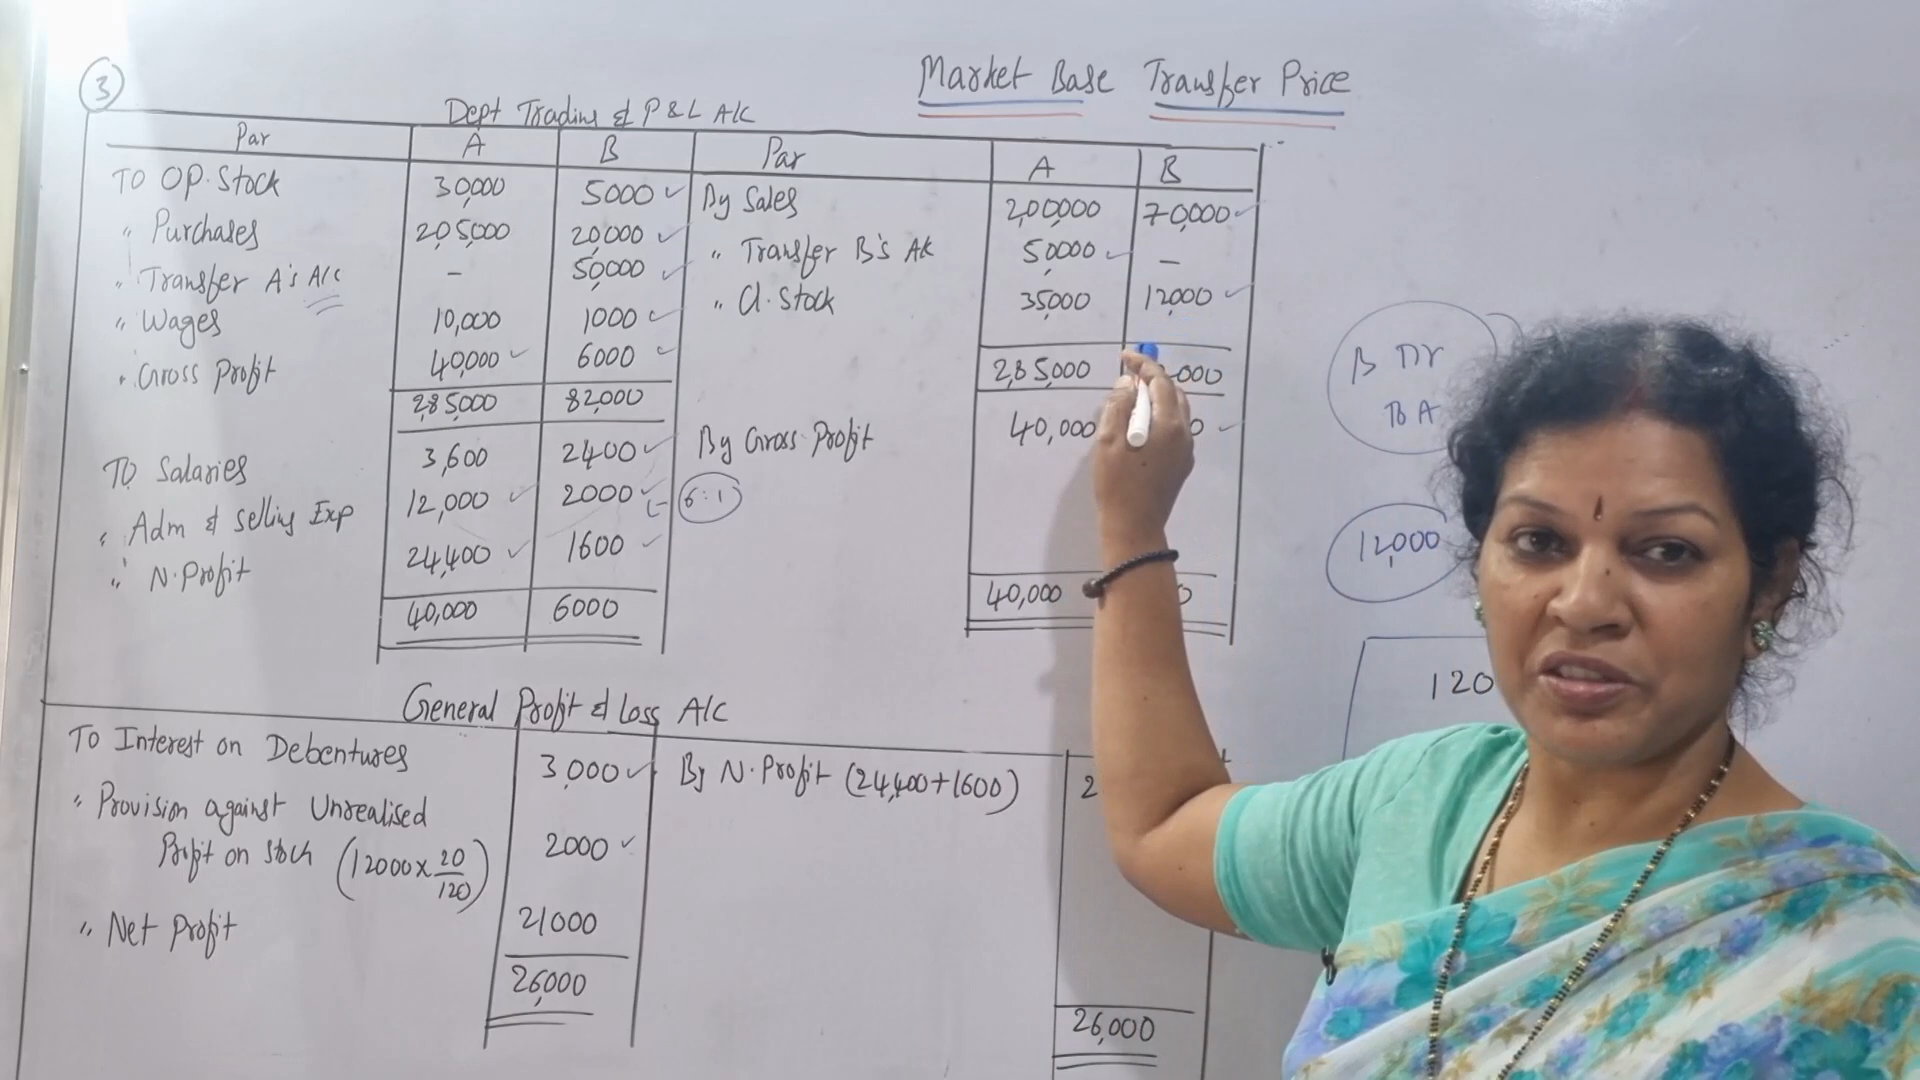 3
Market Base Transfer Price
Dept Trading & P&L A/c
Par A B Par A B
To Op. Stock 30,000 5000 By Sales 2,00,000 70,000
" Purchases 2,05,000 20,000 " Transfer B's A/c 50,000 -
" Transfer A's A/c - 50,000 " Cl. Stock 35,000 12,000
" Wages 10,000 1000
" Gross Profit 40,000 6000
2,85,000 82,000 2,85,000 ,000
To Salaries 3,600 2400 By Gross Profit 40,000 0
" Adm & Selling Exp 12,000 2000 6:1
" N. Profit 24,400 1600
40,000 6000 40,000 0
B Dr
To A
12,000
120
General Profit & Loss A/c
To Interest on Debentures 3,000 By N. Profit (24,400+1600) 2
" Provision against Unrealised
Profit on Stock (12000 x 20/120) 2000
" Net Profit 21000
26,000 26,000